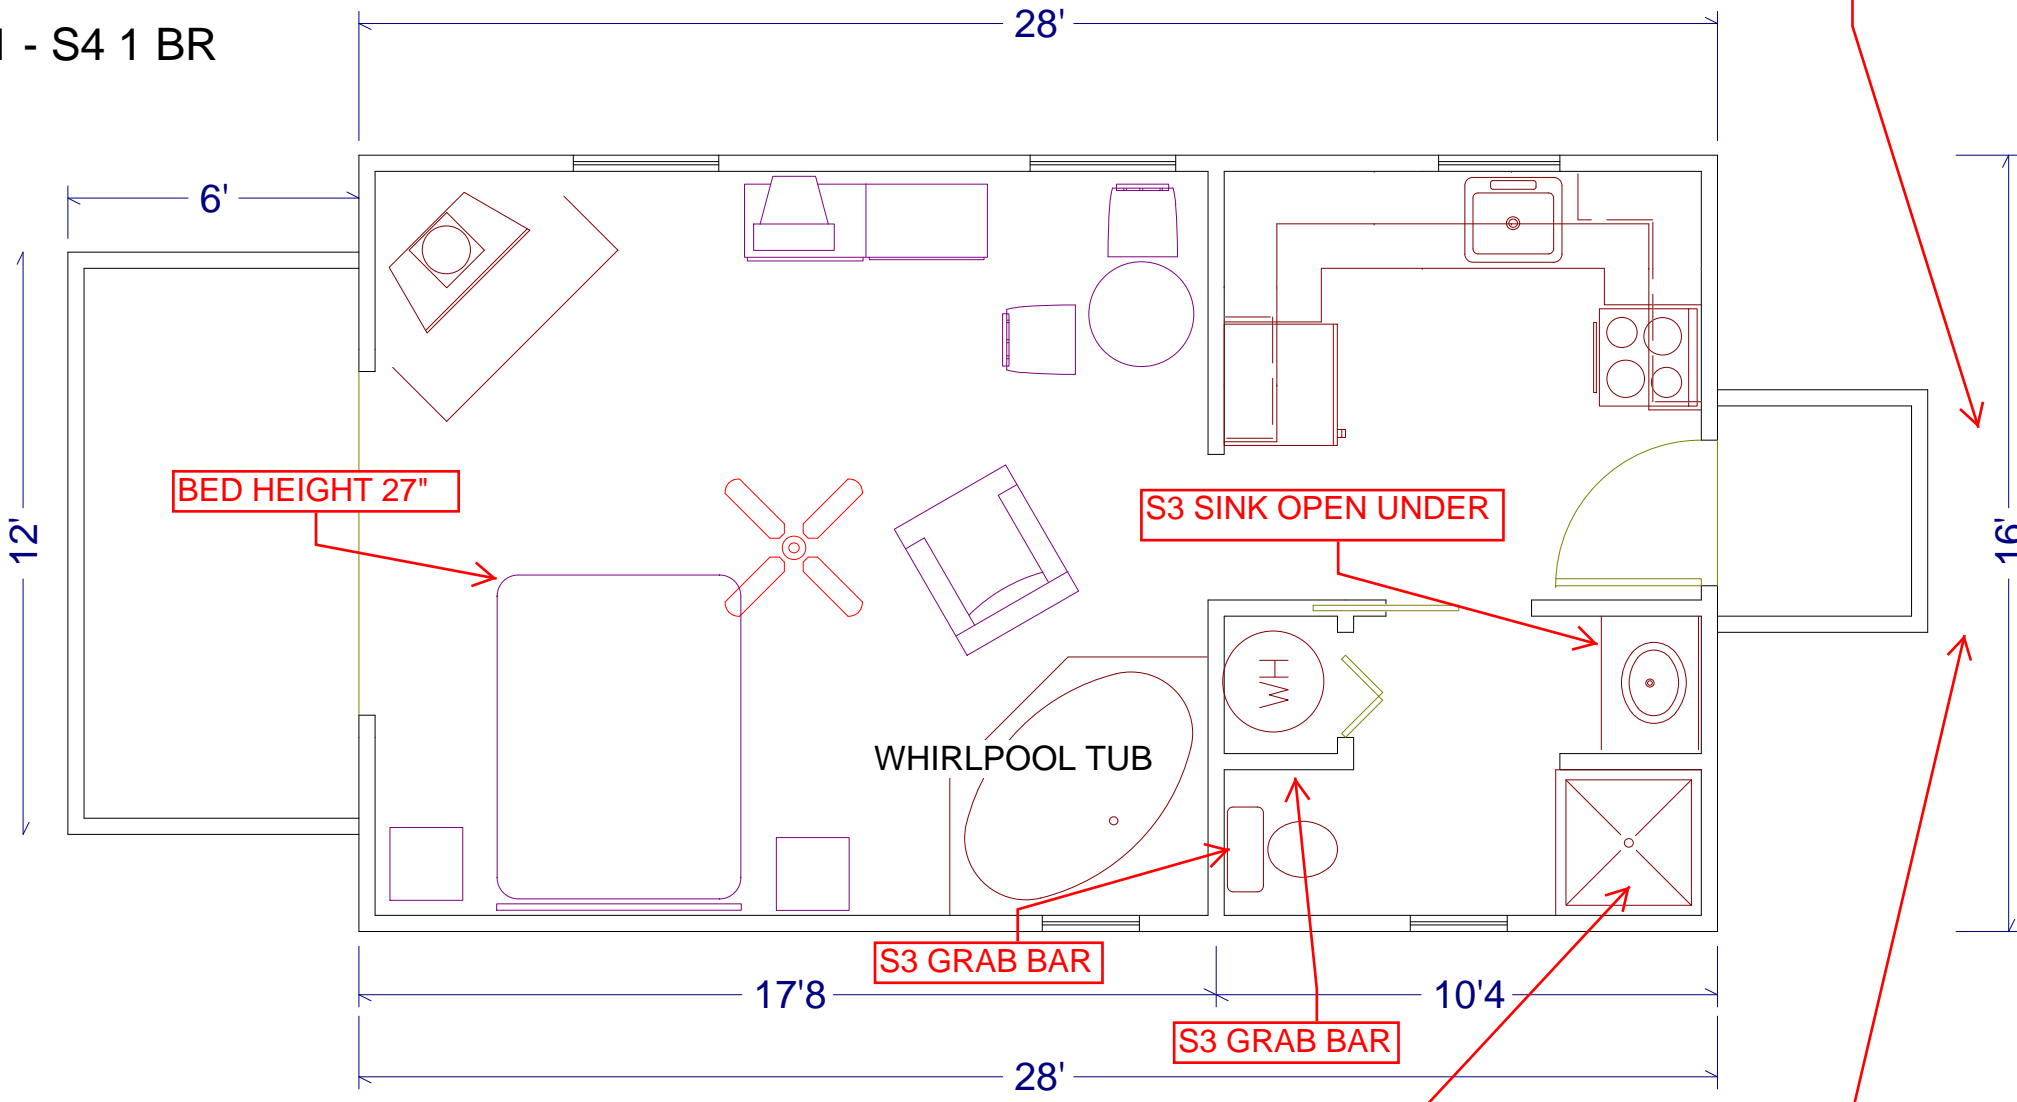 28'
- S4 1 BR
6'
BED HEIGHT 27"
S3 SINK OPEN UNDER
12'
16'
WH
WHIRLPOOL TUB
S3 GRAB BAR
17'8
10'4
S3 GRAB BAR
28'